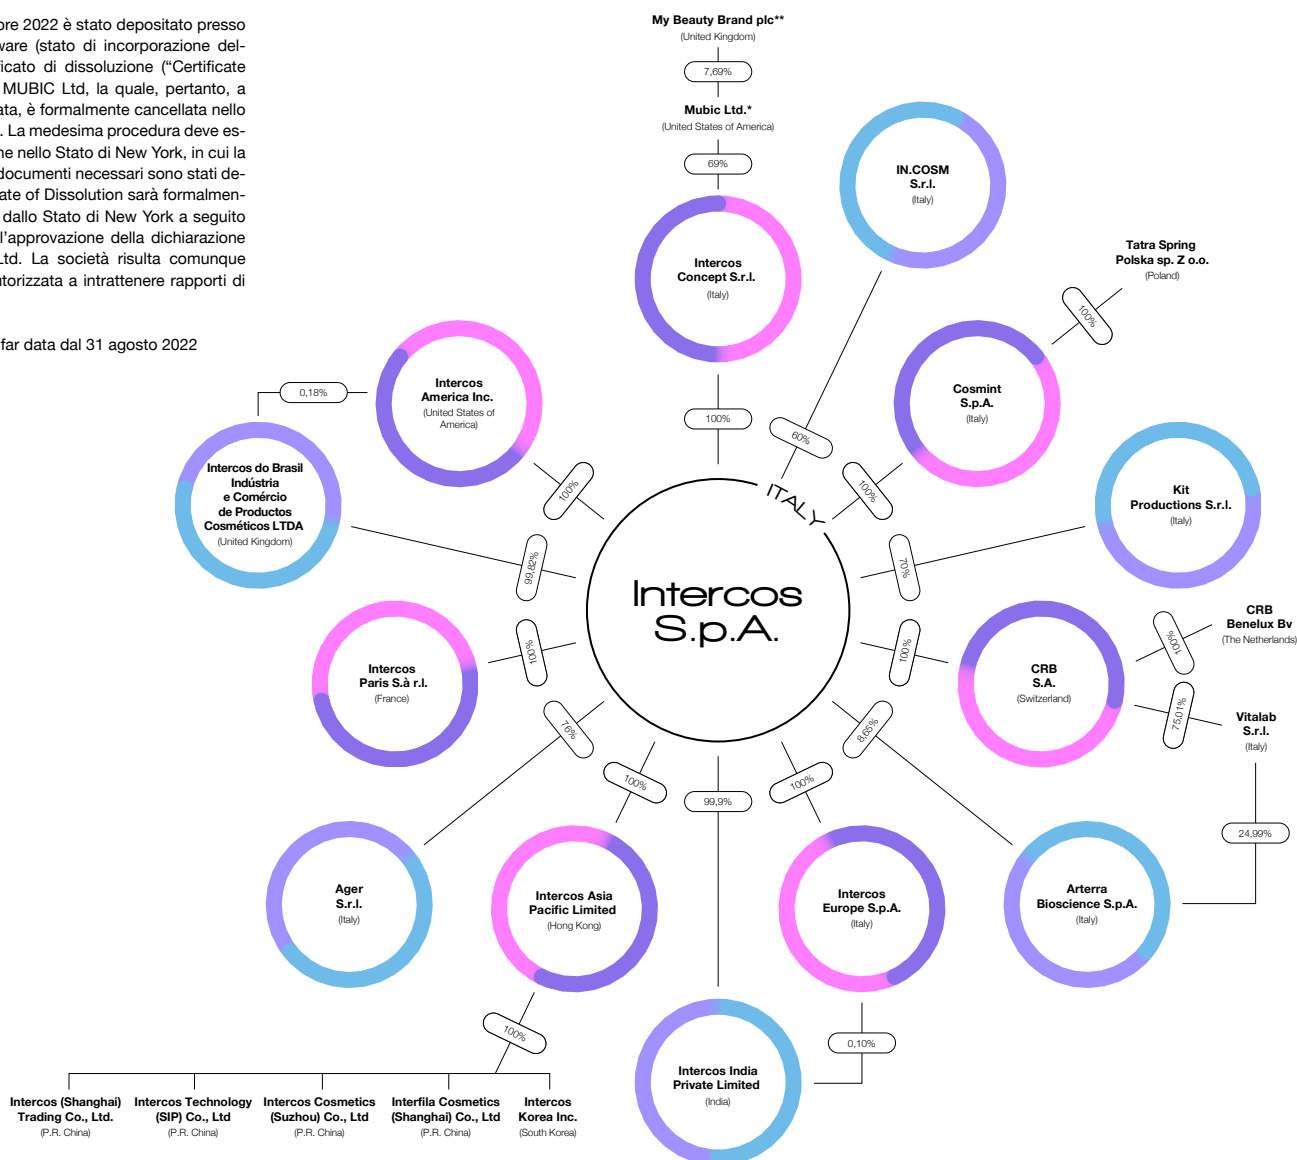 ore 2022 è stato depositato presso
ware (stato di incorporazione del-
ficato di dissoluzione (“Certificate
MUBIC Ltd, la quale, pertanto, a
ata, è formalmente cancellata nello
. La medesima procedura deve es-
ne nello Stato di New York, in cui la
documenti necessari sono stati de-
ate of Dissolution sarà formalmen-
dallo Stato di New York a seguito
l’approvazione della dichiarazione
Ltd. La società risulta comunque
utorizzata a intrattenere rapporti di
far data dal 31 agosto 2022
My Beauty Brand plc**
(United Kingdom)
7,69%
Mubic Ltd.*
(United States of America)
69%
Intercos
Concept S.r.l.
(Italy)
100%
IN.COSM
S.r.l.
(Italy)
60%
Tatra Spring
Polska sp. Z o.o.
(Poland)
100%
Cosmint
S.p.A.
(Italy)
100%
Kit
Productions S.r.l.
(Italy)
70%
Intercos
America Inc.
(United States of
America)
100%
0,18%
Intercos do Brasil
Indústria
e Comércio
de Productos
Cosméticos LTDA
(United Kingdom)
99,82%
ITALY
Intercos
S.p.A.
CRB
Benelux Bv
(The Netherlands)
100%
CRB
S.A.
(Switzerland)
100%
75,01%
Vitalab
S.r.l.
(Italy)
24,99%
Intercos
Paris S.à r.l.
(France)
100%
76%
Ager
S.r.l.
(Italy)
100%
Intercos Asia
Pacific Limited
(Hong Kong)
99,9%
100%
Intercos
Europe S.p.A.
(Italy)
8,65%
Arterra
Bioscience S.p.A.
(Italy)
100%
0,10%
Intercos India
Private Limited
(India)
Intercos (Shanghai)
Trading Co., Ltd.
(P.R. China)
Intercos Technology
(SIP) Co., Ltd
(P.R. China)
Intercos Cosmetics
(Suzhou) Co., Ltd
(P.R. China)
Interfila Cosmetics
(Shanghai) Co., Ltd
(P.R. China)
Intercos
Korea Inc.
(South Korea)